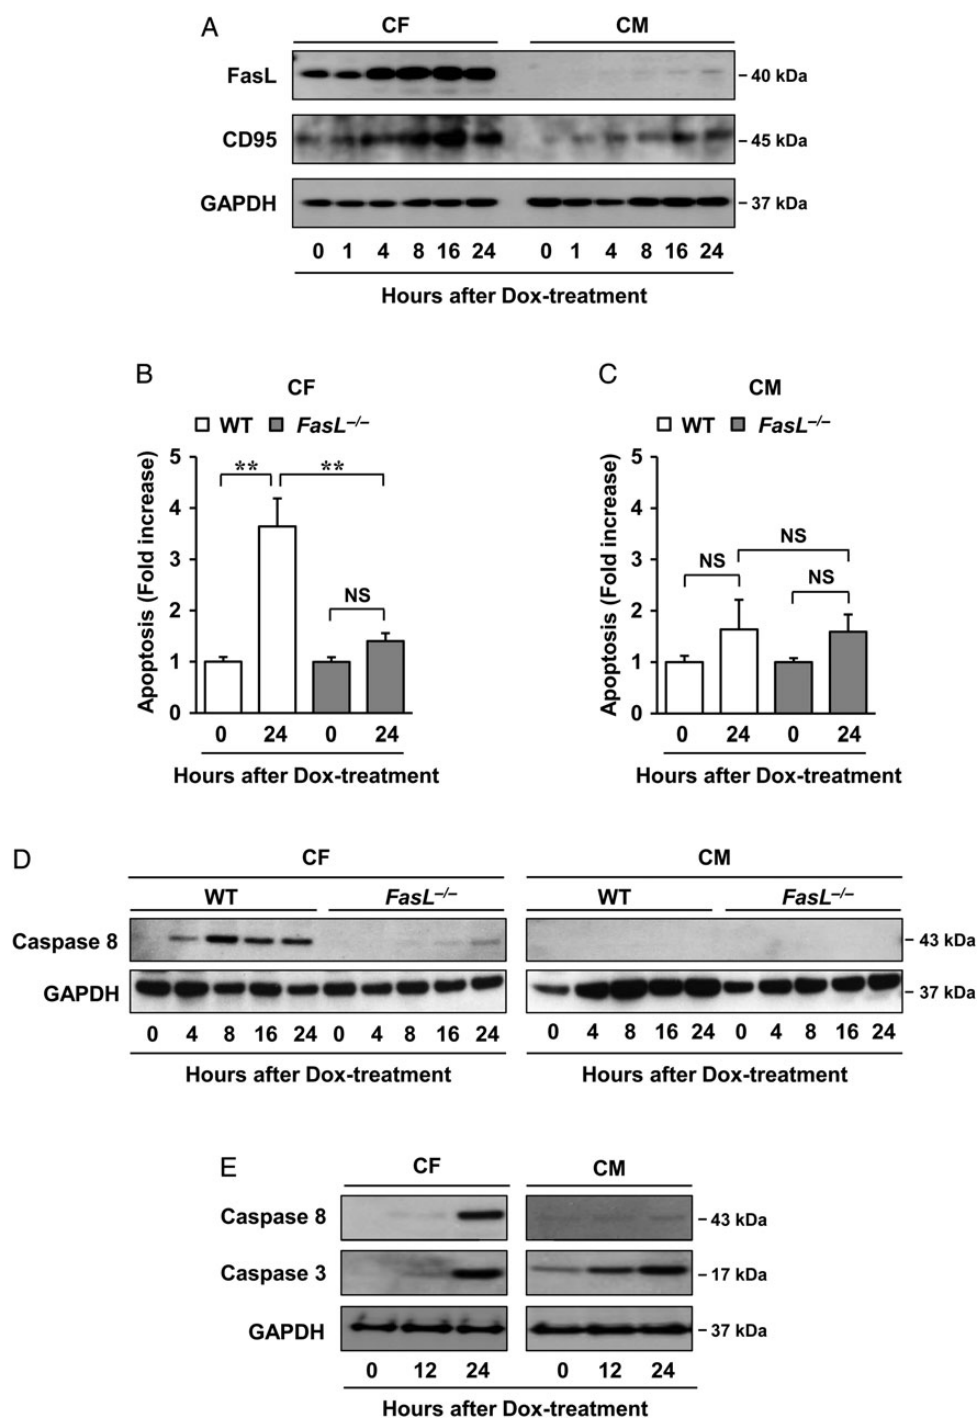 A
CF CM
FasL – 40 kDa
CD95 – 45 kDa
GAPDH – 37 kDa
0 1 4 8 16 24 0 1 4 8 16 24
Hours after Dox-treatment
B
CF
WT FasL–/–
Apoptosis (Fold increase)
5
4
3
2
1
0
** **
NS
0 24 0 24
Hours after Dox-treatment
C
CM
WT FasL–/–
Apoptosis (Fold increase)
5
4
3
2
1
0
NS
NS NS
0 24 0 24
Hours after Dox-treatment
D
CF CM
WT FasL–/– WT FasL–/–
Caspase 8 – 43 kDa
GAPDH – 37 kDa
0 4 8 16 24 0 4 8 16 24 0 4 8 16 24 0 4 8 16 24
Hours after Dox-treatment Hours after Dox-treatment
E
CF CM
Caspase 8 – 43 kDa
Caspase 3 – 17 kDa
GAPDH – 37 kDa
0 12 24 0 12 24
Hours after Dox-treatment